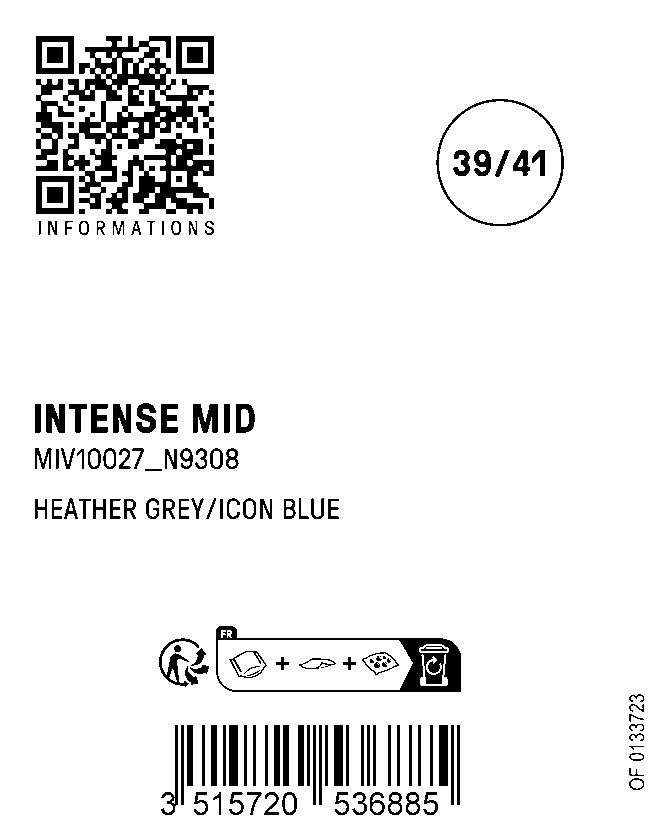 INFORMATIONS
39/41
INTENSE MID
MIV10027_N9308
HEATHER GREY/ICON BLUE
FR
+ +
3 515720 536885
OF 0133723